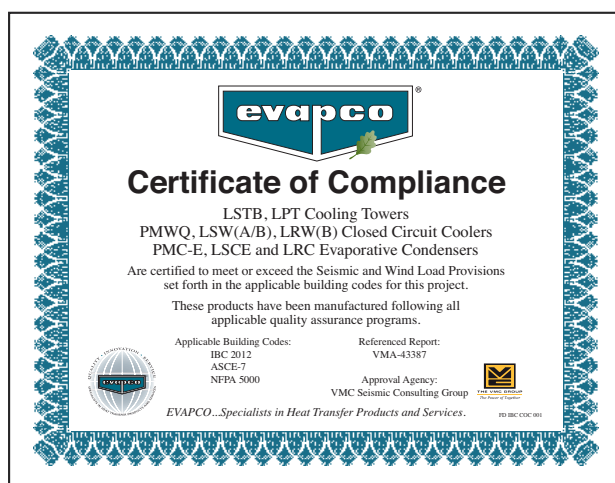 evapco®
Certificate of Compliance
LSTB, LPT Cooling Towers
PMWQ, LSW(A/B), LRW(B) Closed Circuit Coolers
PMC-E, LSCE and LRC Evaporative Condensers
Are certified to meet or exceed the Seismic and Wind Load Provisions
set forth in the applicable building codes for this project.
These products have been manufactured following all
applicable quality assurance programs.
Applicable Building Codes:
IBC 2012
ASCE-7
NFPA 5000
Referenced Report:
VMA-43387
Approval Agency:
VMC Seismic Consulting Group
QUALITY • INNOVATION • SERVICE
evapco
THE VMC GROUP
The Power of Together
EVAPCO...Specialists in Heat Transfer Products and Services.
FD IBC COC 001